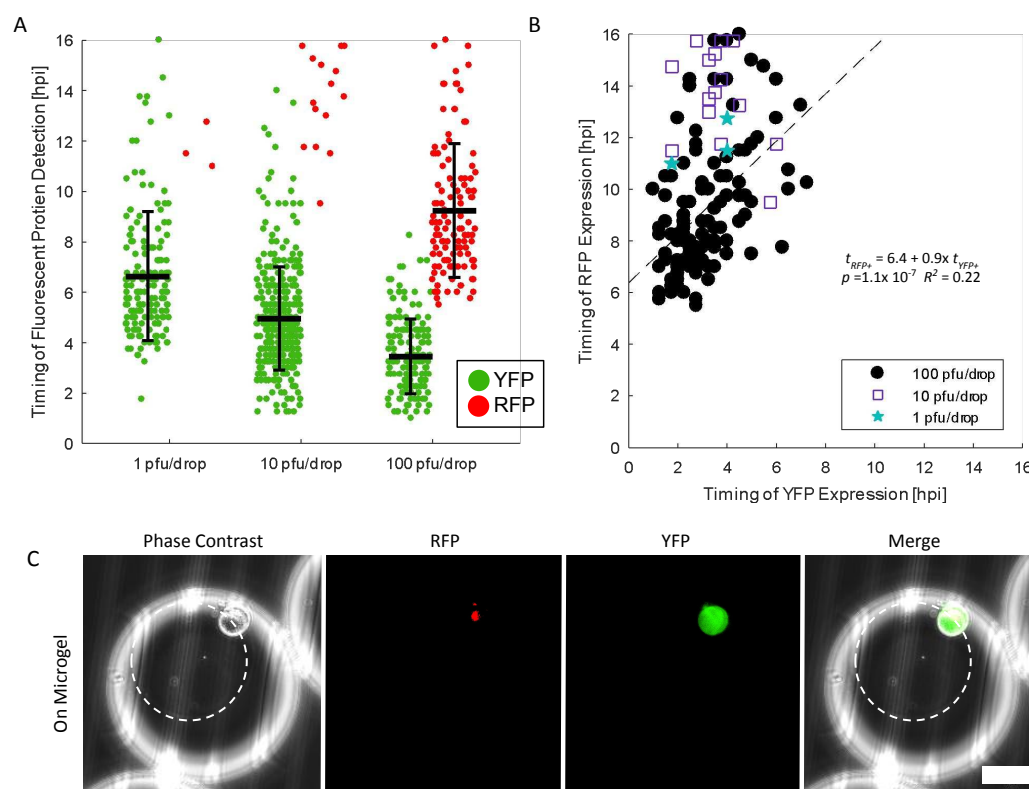 A
Timing of Fluorescent Protien Detection [hpi]
16
14
12
10
8
6
4
2
0
1 pfu/drop
10 pfu/drop
100 pfu/drop
YFP
RFP
B
Timing of RFP Expression [hpi]
16
14
12
10
8
6
4
2
0
0 2 4 6 8 10 12 14 16
Timing of YFP Expression [hpi]
tRFP+ = 6.4 + 0.9x tYFP+
p =1.1x 10-7 R2 = 0.22
100 pfu/drop
10 pfu/drop
1 pfu/drop
C
Phase Contrast
RFP
YFP
Merge
On Microgel